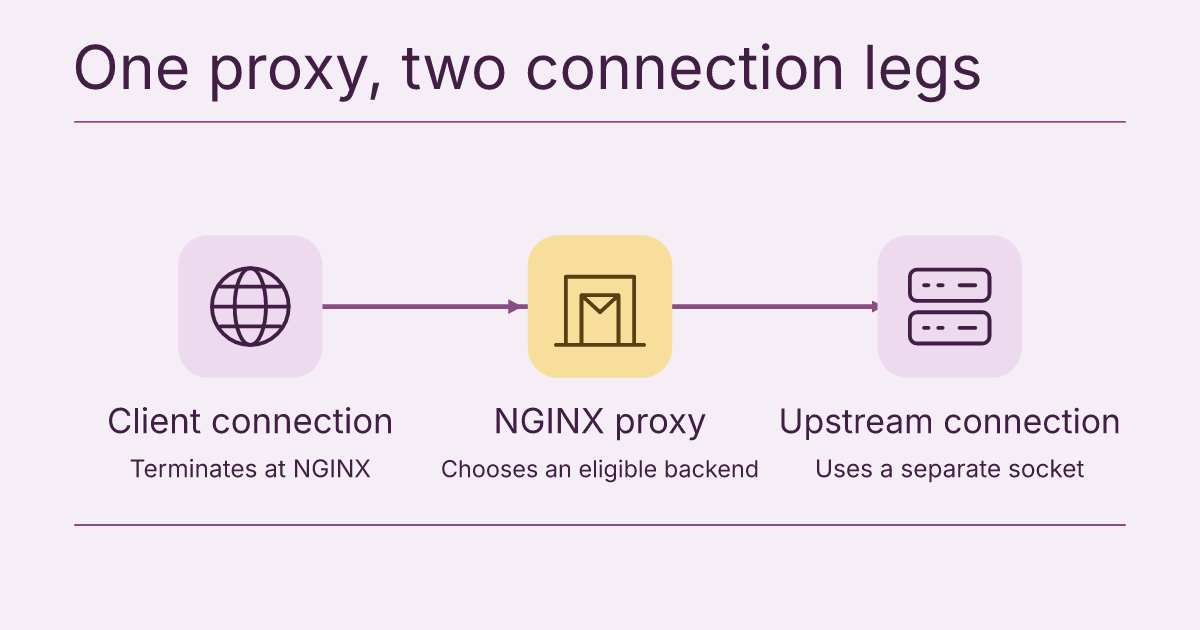 One proxy, two connection legs
Client connection
Terminates at NGINX
NGINX proxy
Chooses an eligible backend
Upstream connection
Uses a separate socket